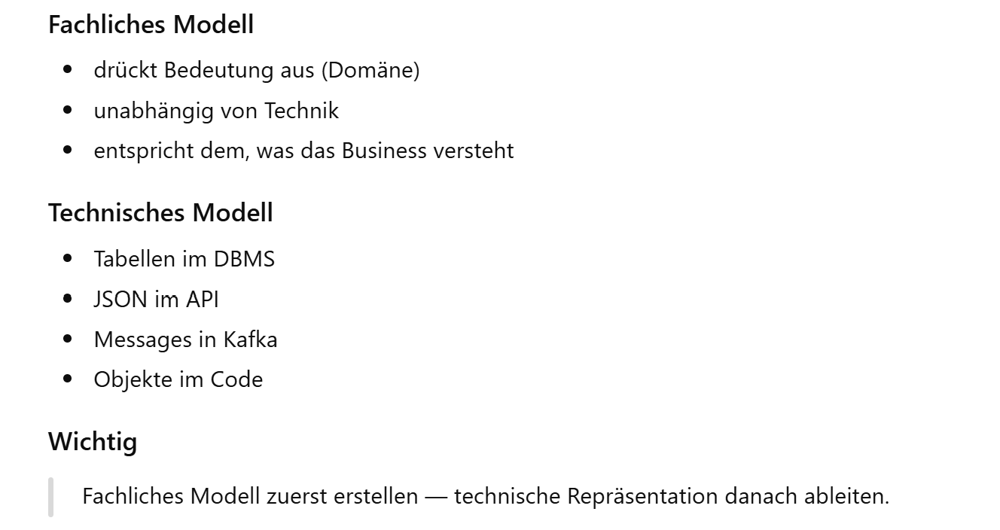 Fachliches Modell
• drückt Bedeutung aus (Domäne)
• unabhängig von Technik
• entspricht dem, was das Business versteht
Technisches Modell
• Tabellen im DBMS
• JSON im API
• Messages in Kafka
• Objekte im Code
Wichtig
Fachliches Modell zuerst erstellen — technische Repräsentation danach ableiten.